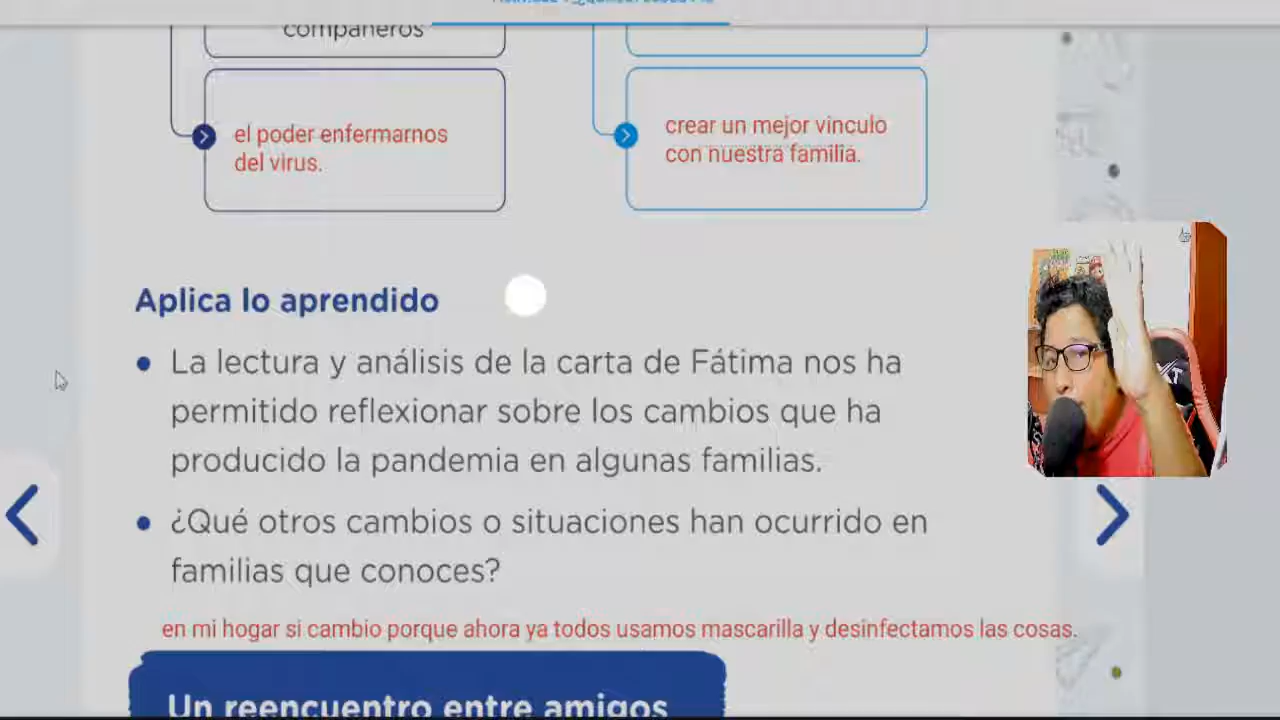 compañeros
el poder enfermarnos
del virus.
crear un mejor vinculo
con nuestra familia.
Aplica lo aprendido
La lectura y análisis de la carta de Fátima nos ha
permitido reflexionar sobre los cambios que ha
producido la pandemia en algunas familias.
¿Qué otros cambios o situaciones han ocurrido en
familias que conoces?
en mi hogar si cambio porque ahora ya todos usamos mascarilla y desinfectamos las cosas.
Un reencuentro entre amigos